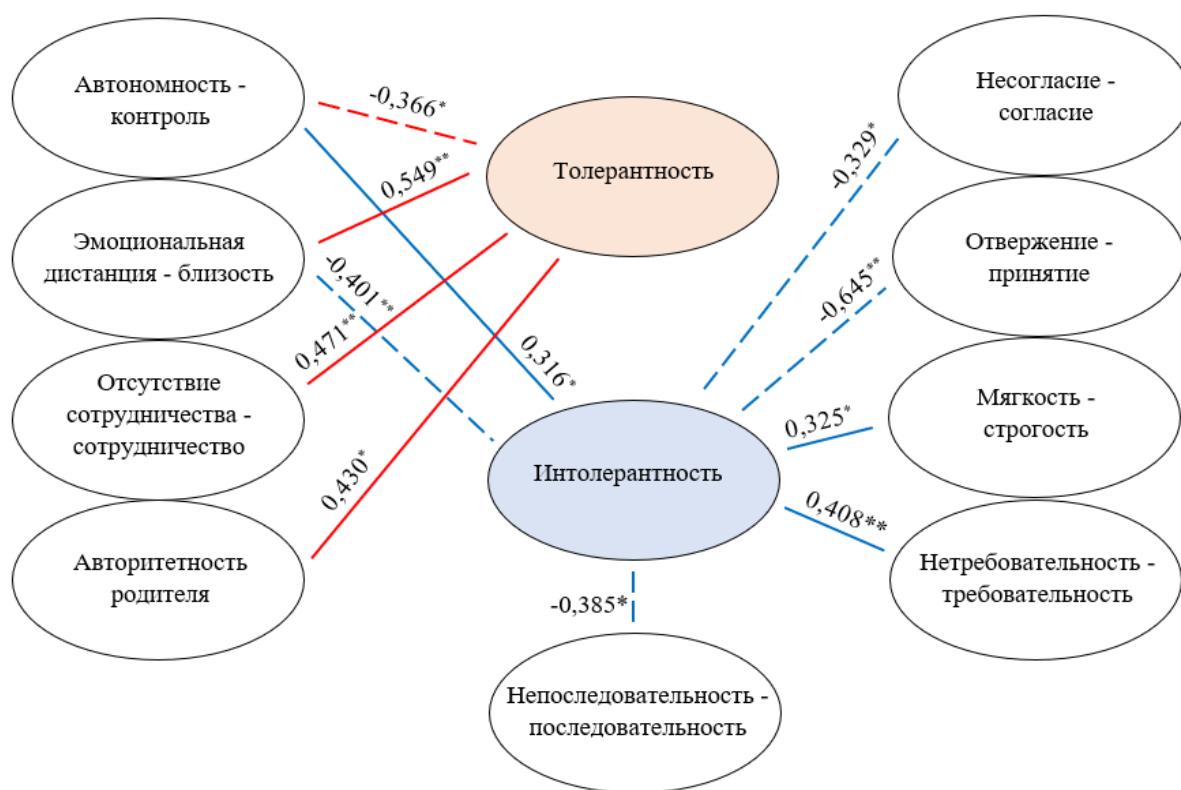 Автономность -
контроль
Эмоциональная
дистанция - близость
Отсутствие
сотрудничества -
сотрудничество
Авторитетность
родителя
-0,366*
0,549**
-0,401**
0,471**
0,316*
0,430*
Толерантность
Интолерантность
-0,385*
Непоследовательность -
последовательность
-0,329*
-0,645**
0,325*
0,408**
Несогласие -
согласие
Отвержение -
принятие
Мягкость -
строгость
Нетребовательность -
требовательность